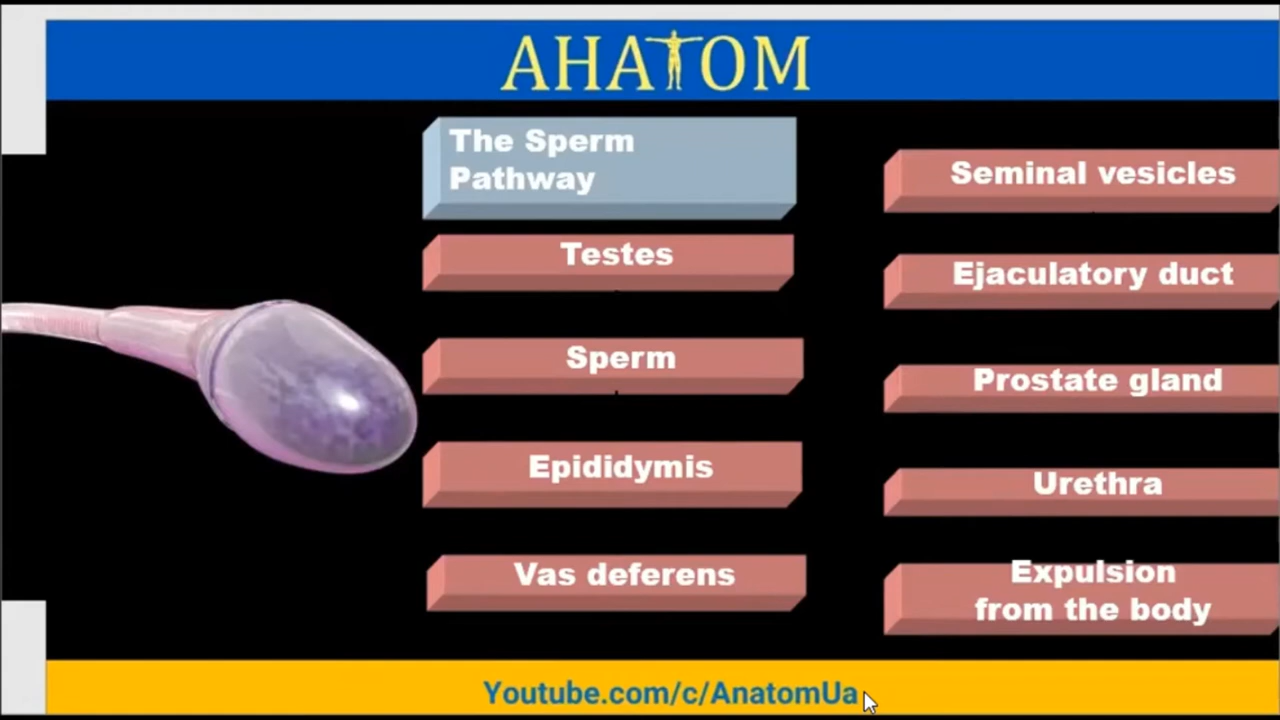 AHATOM
The Sperm
Pathway
Testes
Sperm
Epididymis
Vas deferens
Seminal vesicles
Ejaculatory duct
Prostate gland
Urethra
Expulsion
from the body
Youtube.com/c/AnatomUa